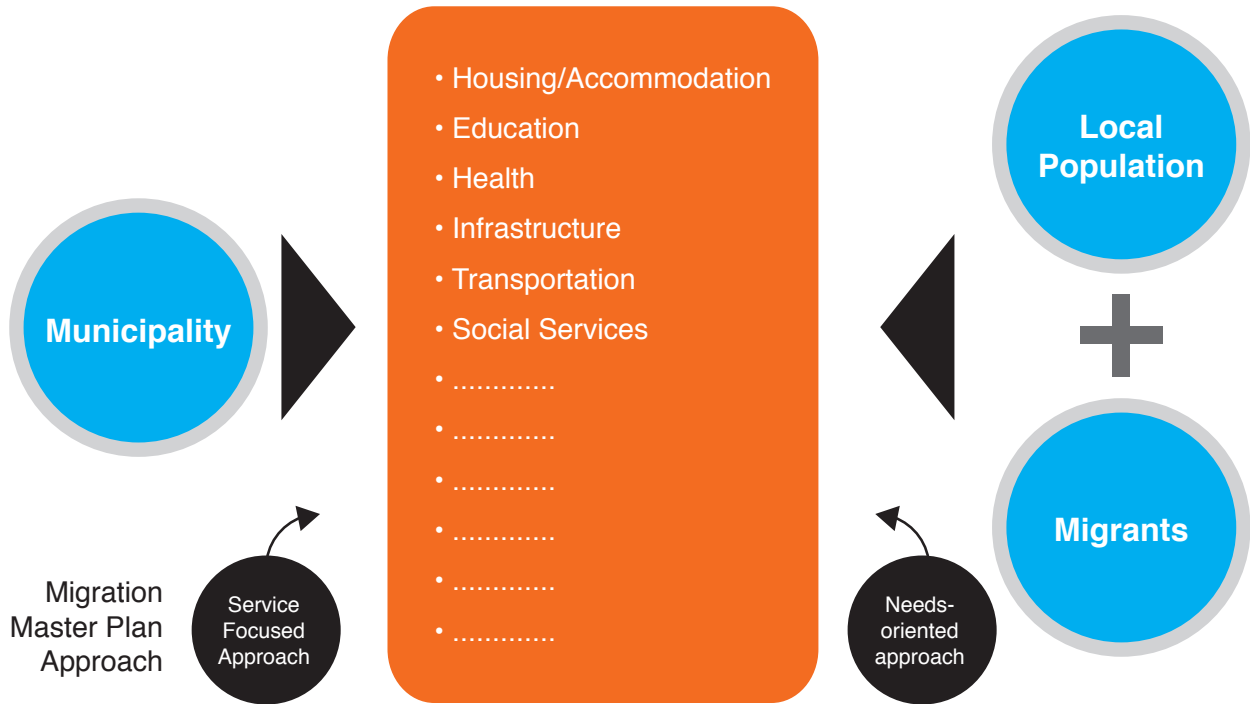 Municipality
• Housing/Accommodation
• Education
• Health
• Infrastructure
• Transportation
• Social Services
• .............
• .............
• .............
• .............
• .............
• .............
Local
Population
+
Migrants
Migration
Master Plan
Approach
Service
Focused
Approach
Needs-
oriented
approach